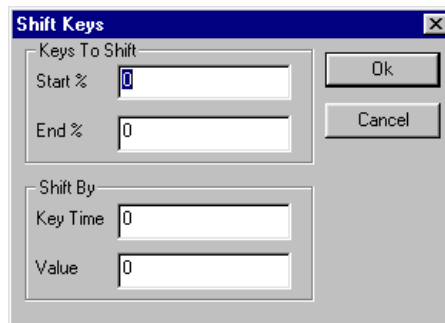 Shift Keys
Keys To Shift
Start % 0
End % 0
Ok
Cancel
Shift By
Key Time 0
Value 0